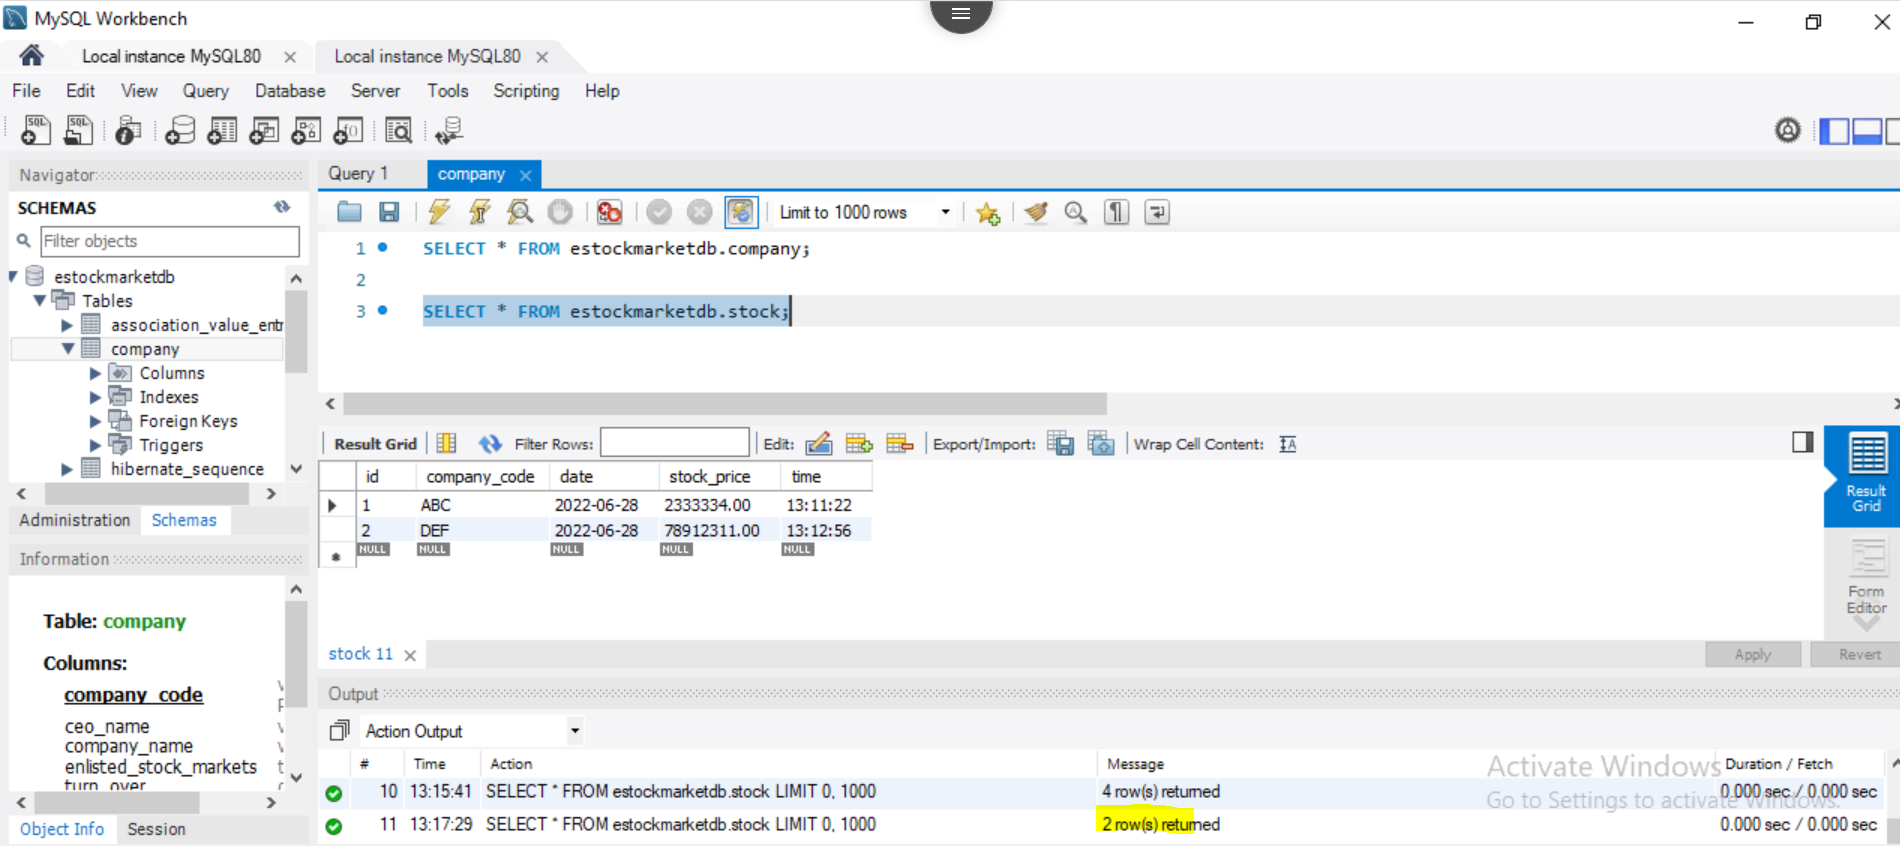 MySQL Workbench
Local instance MySQL80
Local instance MySQL80
File Edit View Query Database Server Tools Scripting Help
Navigator
SCHEMAS
Filter objects
estockmarketdb
Tables
association_value_entr
company
Columns
Indexes
Foreign Keys
Triggers
hibernate_sequence
Administration Schemas
Information
Table: company
Columns:
company_code
ceo_name
company_name
enlisted_stock_markets
turn_over
Object Info Session
Query 1 company
Limit to 1000 rows
1 SELECT * FROM estockmarketdb.company;
2
3 SELECT * FROM estockmarketdb.stock;
Result Grid Filter Rows: Edit: Export/Import: Wrap Cell Content:
id company_code date stock_price time
1 ABC 2022-06-28 2333334.00 13:11:22
2 DEF 2022-06-28 78912311.00 13:12:56
NULL NULL NULL NULL NULL
Result
Grid
Form
Editor
stock 11
Apply Revert
Output
Action Output
# Time Action Message Duration / Fetch
10 13:15:41 SELECT * FROM estockmarketdb.stock LIMIT 0, 1000 4 row(s) returned 0.000 sec / 0.000 sec
11 13:17:29 SELECT * FROM estockmarketdb.stock LIMIT 0, 1000 2 row(s) returned 0.000 sec / 0.000 sec
Activate Windows
Go to Settings to activate Windows.